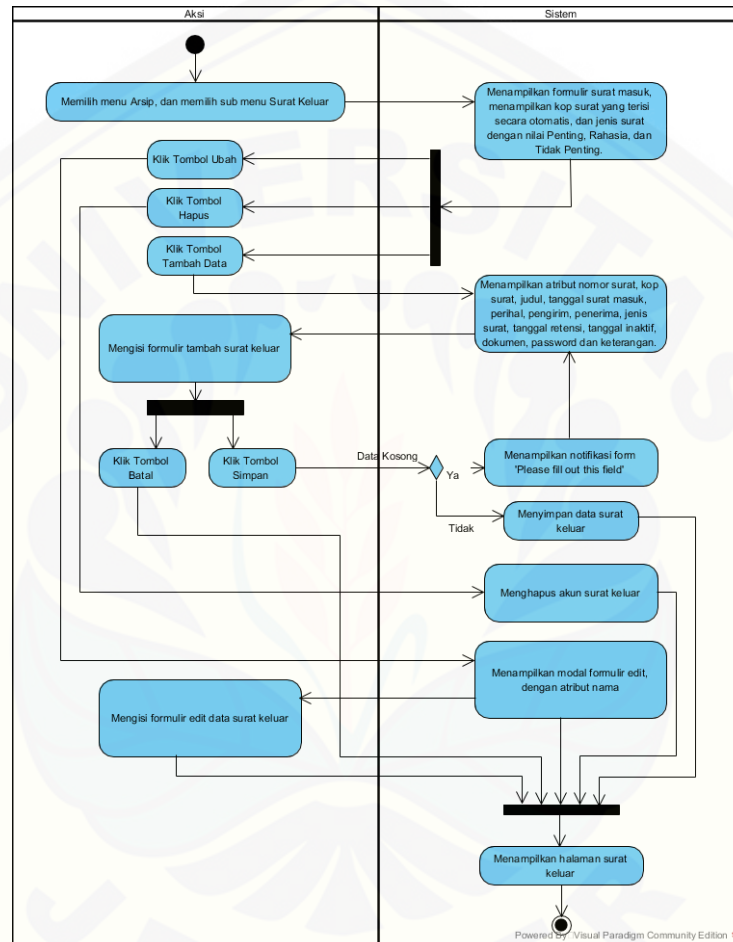 Aksi
Sistem
Memilih menu Arsip, dan memilih sub menu Surat Keluar
Menampilkan formulir surat masuk,
menampilkan kop surat yang terisi
secara otomatis, dan jenis surat
dengan nilai Penting, Rahasia, dan
Tidak Penting.
Klik Tombol Ubah
Klik Tombol
Hapus
Klik Tombol
Tambah Data
Menampilkan atribut nomor surat, kop
surat, judul, tanggal surat masuk,
perihal, pengirim, penerima, jenis
surat, tanggal retensi, tanggal inaktif,
dokumen, password dan keterangan.
Mengisi formulir tambah surat keluar
Klik Tombol
Batal
Klik Tombol
Simpan
Data Kosong
Ya
Menampilkan notifikasi form
'Please fill out this field'
Tidak
Menyimpan data surat
keluar
Menghapus akun surat keluar
Menampilkan modal formulir edit,
dengan atribut nama
Mengisi formulir edit data surat keluar
Menampilkan halaman surat
keluar
Powered By Visual Paradigm Community Edition
UNIVERSITAS